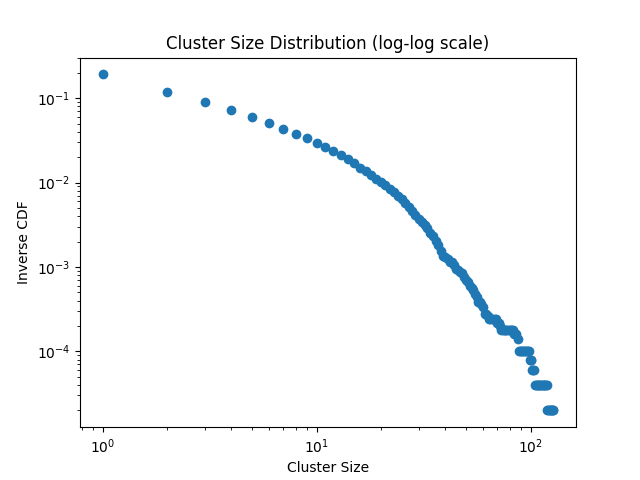 Cluster Size Distribution (log-log scale)
Inverse CDF
10⁻¹
10⁻²
10⁻³
10⁻⁴
10⁰ 10¹ 10²
Cluster Size